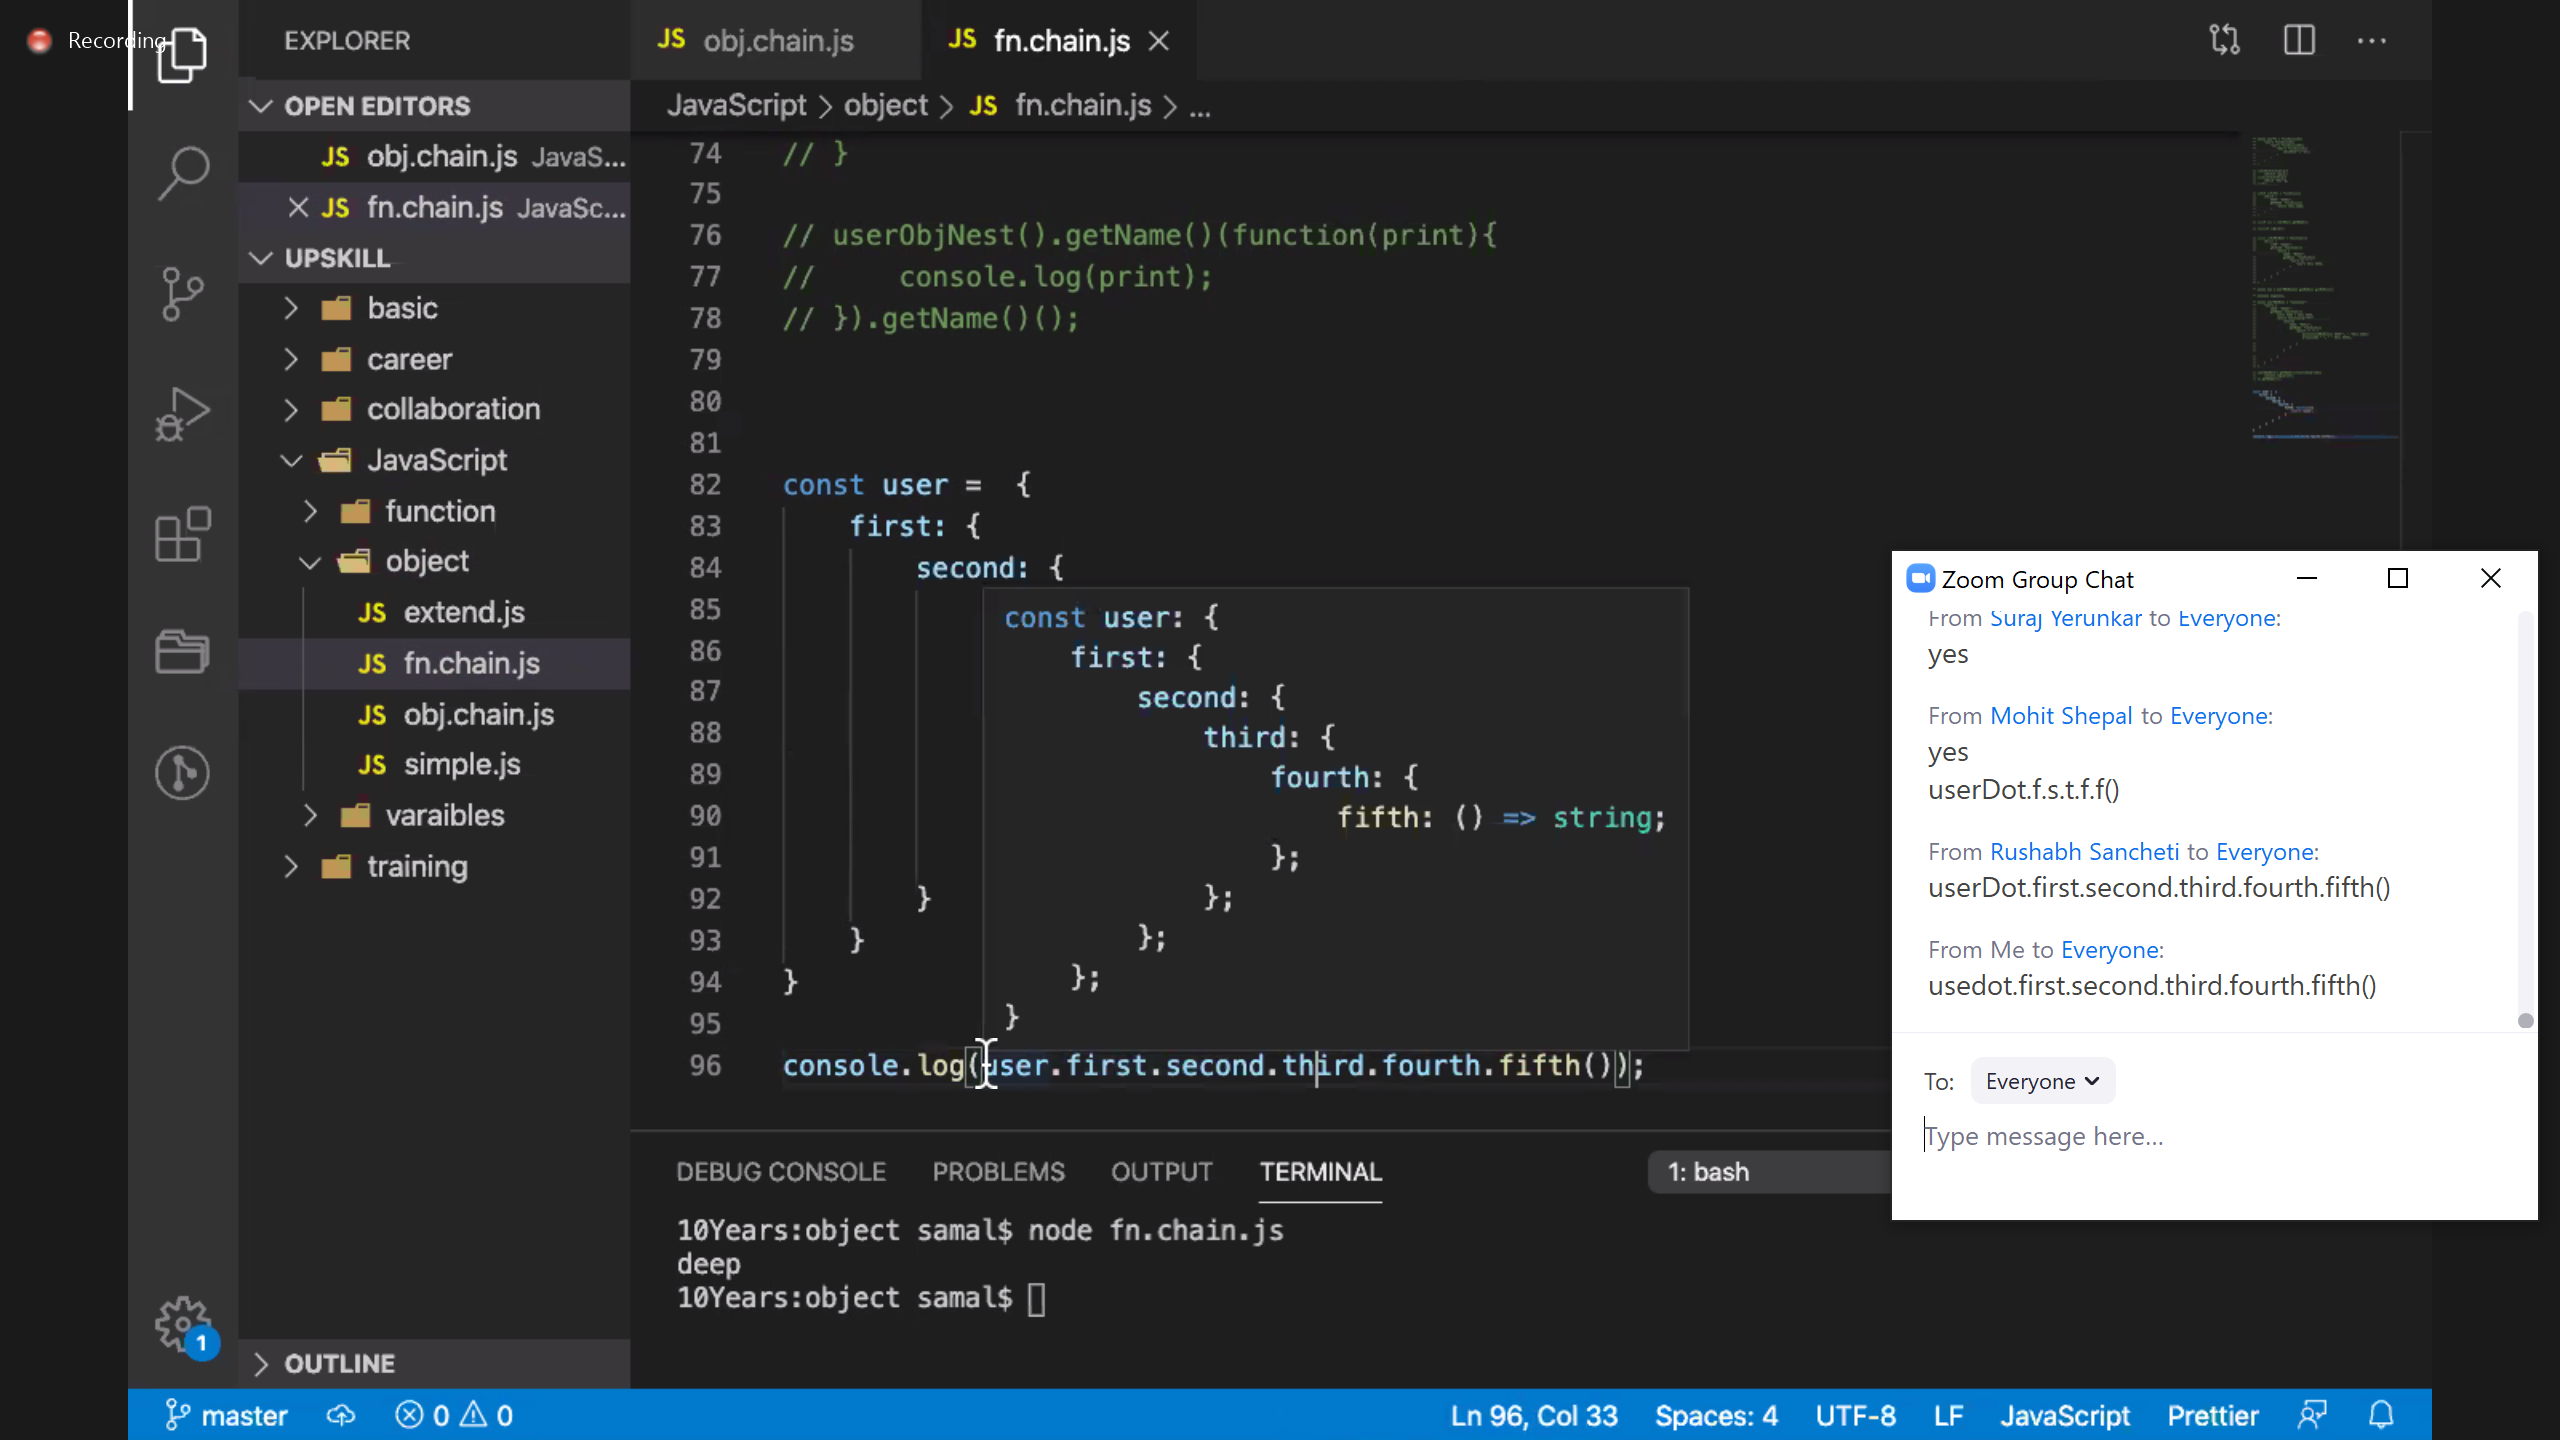 Recording
EXPLORER
OPEN EDITORS
JS obj.chain.js JavaS...
JS fn.chain.js JavaSc...
UPSKILL
basic
career
collaboration
JavaScript
function
object
JS extend.js
JS fn.chain.js
JS obj.chain.js
JS simple.js
varaibles
training
OUTLINE
1
JS obj.chain.js
JS fn.chain.js
JavaScript > object > JS fn.chain.js > ...
74 // }
75
76 // userObjNest().getName()(function(print){
77 //     console.log(print);
78 // }).getName()();
79
80
81
82 const user =  {
83     first: {
84         second: {
85
86
87
88
89
90
91
92         }
93     }
94 }
95
96 console.log(user.first.second.third.fourth.fifth());
const user: {
    first: {
        second: {
            third: {
                fourth: {
                    fifth: () => string;
                };
            };
        };
    };
}
DEBUG CONSOLE PROBLEMS OUTPUT TERMINAL
1: bash
10Years:object samal$ node fn.chain.js
deep
10Years:object samal$
Zoom Group Chat
From Suraj Yerunkar to Everyone:
yes
From Mohit Shepal to Everyone:
yes
userDot.f.s.t.f.f()
From Rushabh Sancheti to Everyone:
userDot.first.second.third.fourth.fifth()
From Me to Everyone:
usedot.first.second.third.fourth.fifth()
To: Everyone
Type message here...
master 0 0
Ln 96, Col 33 Spaces: 4 UTF-8 LF JavaScript Prettier